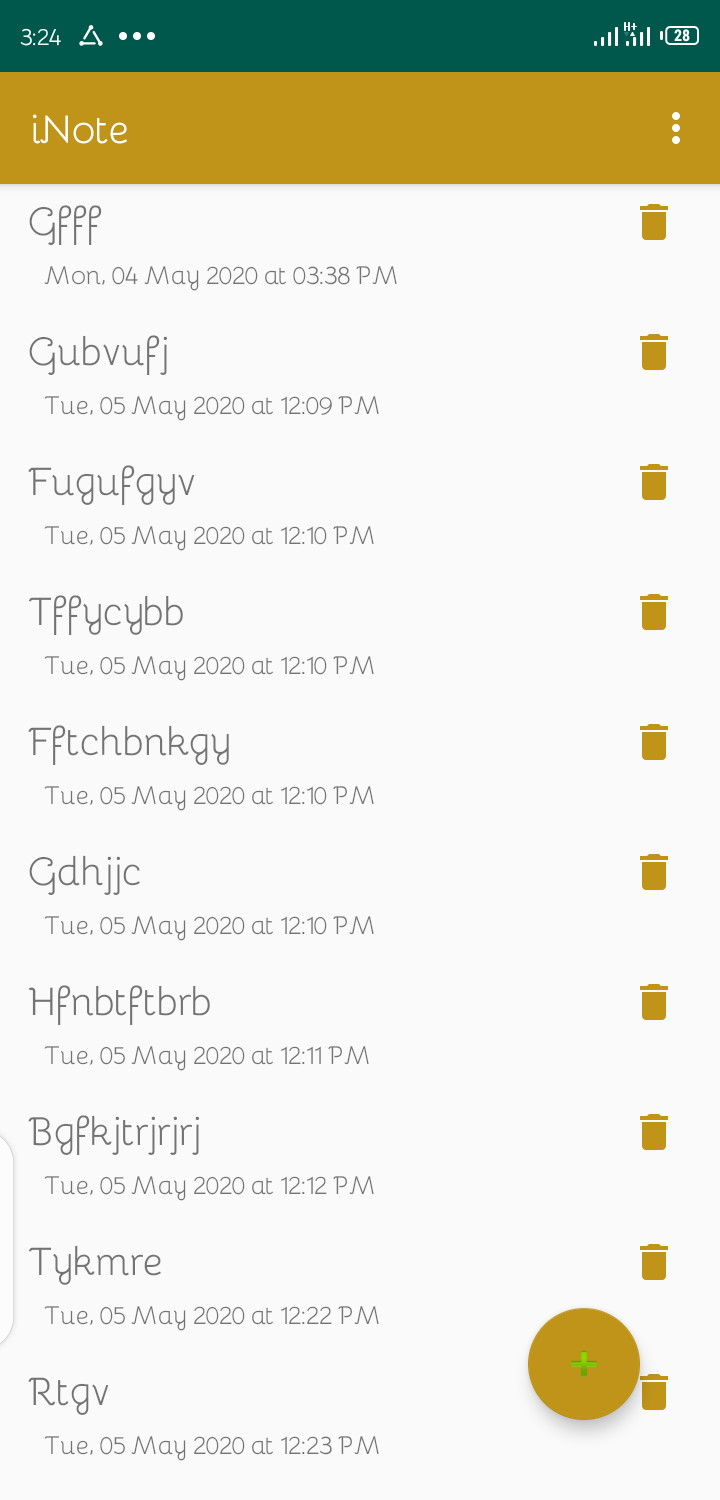 3:24
H+
28
iNote
Gfff
Mon, 04 May 2020 at 03:38 PM
Gubvufj
Tue, 05 May 2020 at 12:09 PM
Fugufgyv
Tue, 05 May 2020 at 12:10 PM
Tffycybb
Tue, 05 May 2020 at 12:10 PM
Fftchbnkgy
Tue, 05 May 2020 at 12:10 PM
Gdhjjc
Tue, 05 May 2020 at 12:10 PM
Hfnbtftbrb
Tue, 05 May 2020 at 12:11 PM
Bgfkjtrjrjrj
Tue, 05 May 2020 at 12:12 PM
Tykmre
Tue, 05 May 2020 at 12:22 PM
Rtgv
Tue, 05 May 2020 at 12:23 PM